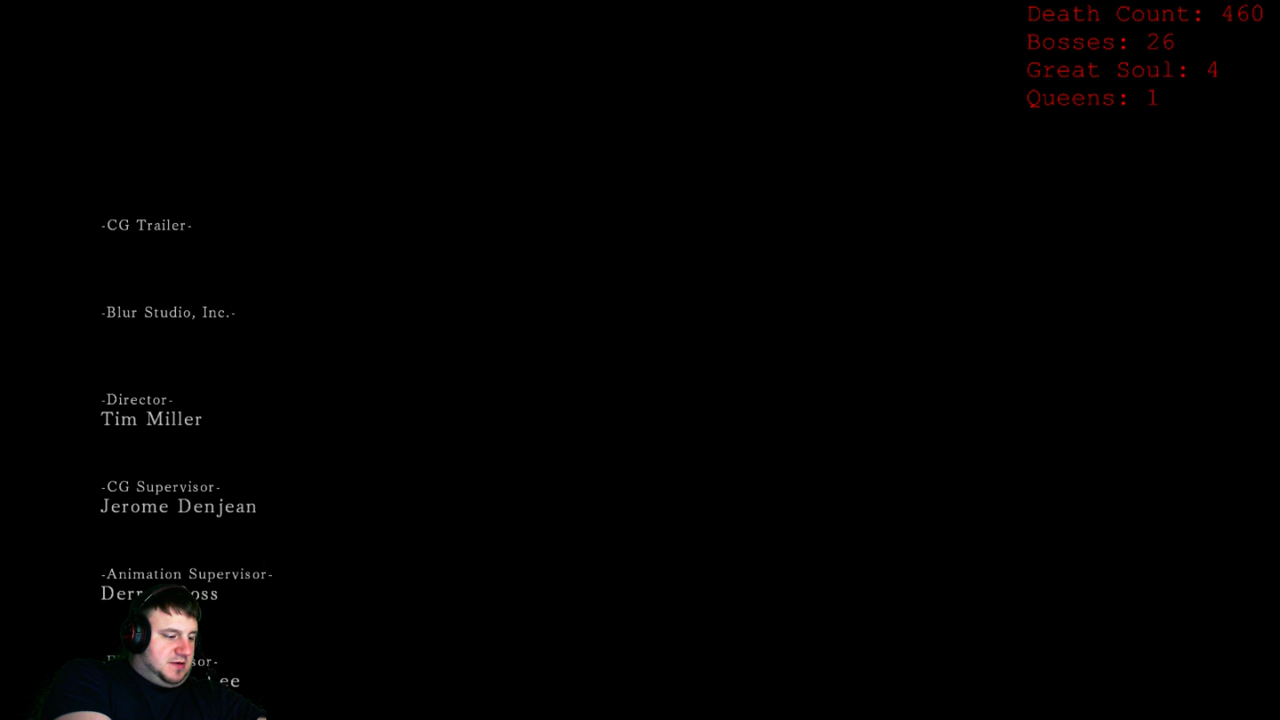 Death Count: 460
Bosses: 26
Great Soul: 4
Queens: 1
-CG Trailer-
-Blur Studio, Inc.-
-Director-
Tim Miller
-CG Supervisor-
Jerome Denjean
-Animation Supervisor-